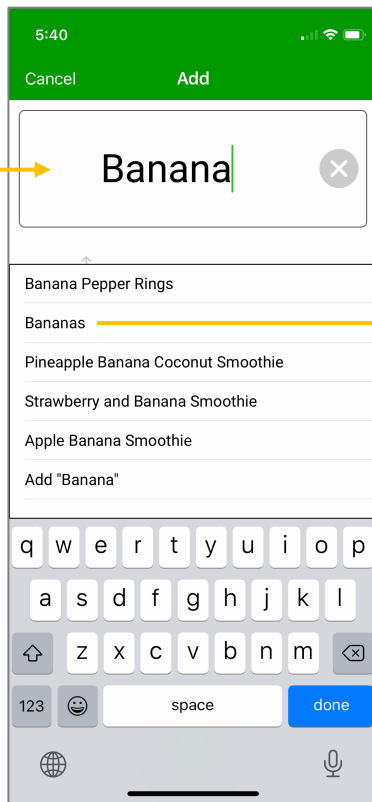 5:40
Cancel Add
Banana
Banana Pepper Rings
Bananas
Pineapple Banana Coconut Smoothie
Strawberry and Banana Smoothie
Apple Banana Smoothie
Add "Banana"
q w e r t y u i o p
a s d f g h j k l
z x c v b n m
123 space done